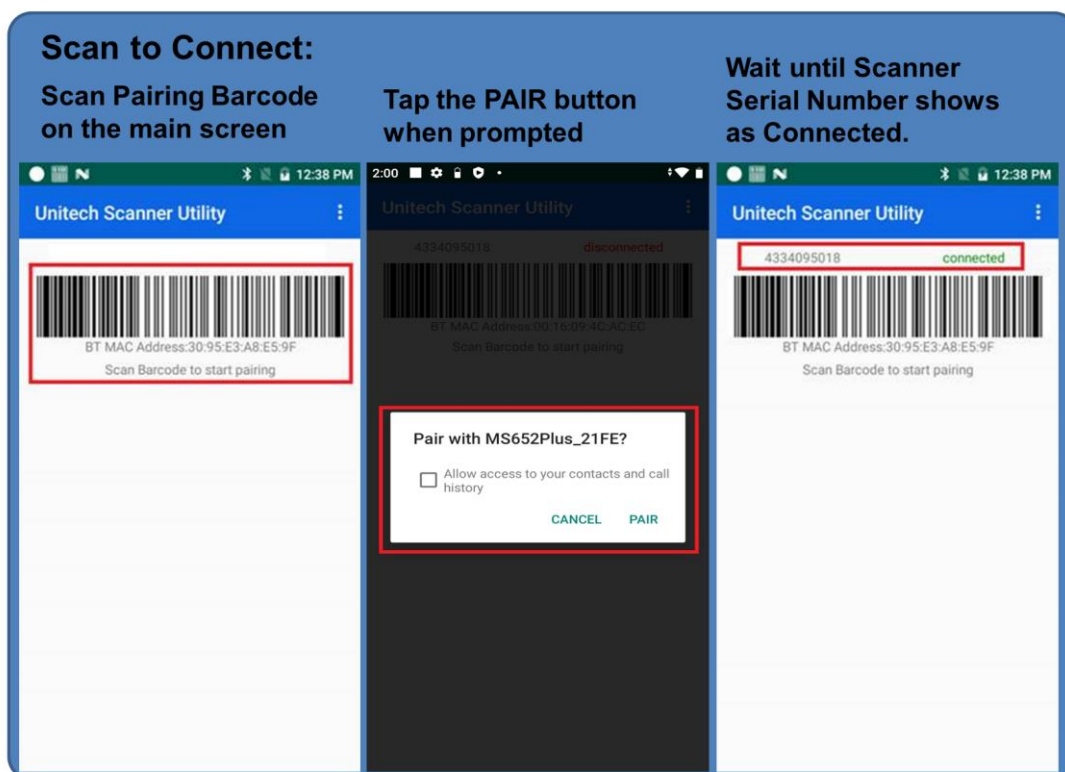 Scan to Connect:
Scan Pairing Barcode
on the main screen
12:38 PM
Unitech Scanner Utility
BT MAC Address:30:95:E3:A8:E5:9F
Scan Barcode to start pairing
Tap the PAIR button
when prompted
2:00
Unitech Scanner Utility
4334095018 disconnected
BT MAC Address:00:16:09:4C:AC:EC
Scan Barcode to start pairing
Pair with MS652Plus_21FE?
Allow access to your contacts and call
history
CANCEL PAIR
Wait until Scanner
Serial Number shows
as Connected.
12:38 PM
Unitech Scanner Utility
4334095018 connected
BT MAC Address:30:95:E3:A8:E5:9F
Scan Barcode to start pairing